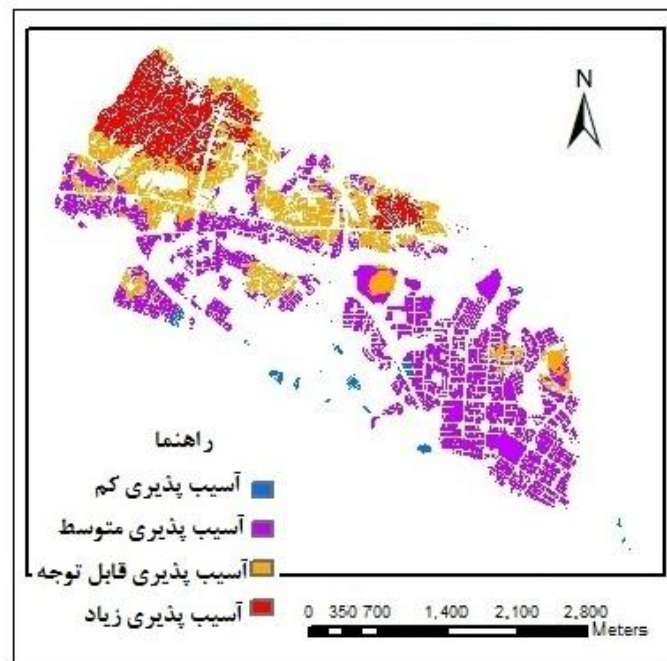 N
راهنما
آسیب پذیری کم
آسیب پذیری متوسط
آسیب پذیری قابل توجه
آسیب پذیری زیاد
0 350 700 1,400 2,100 2,800
Meters